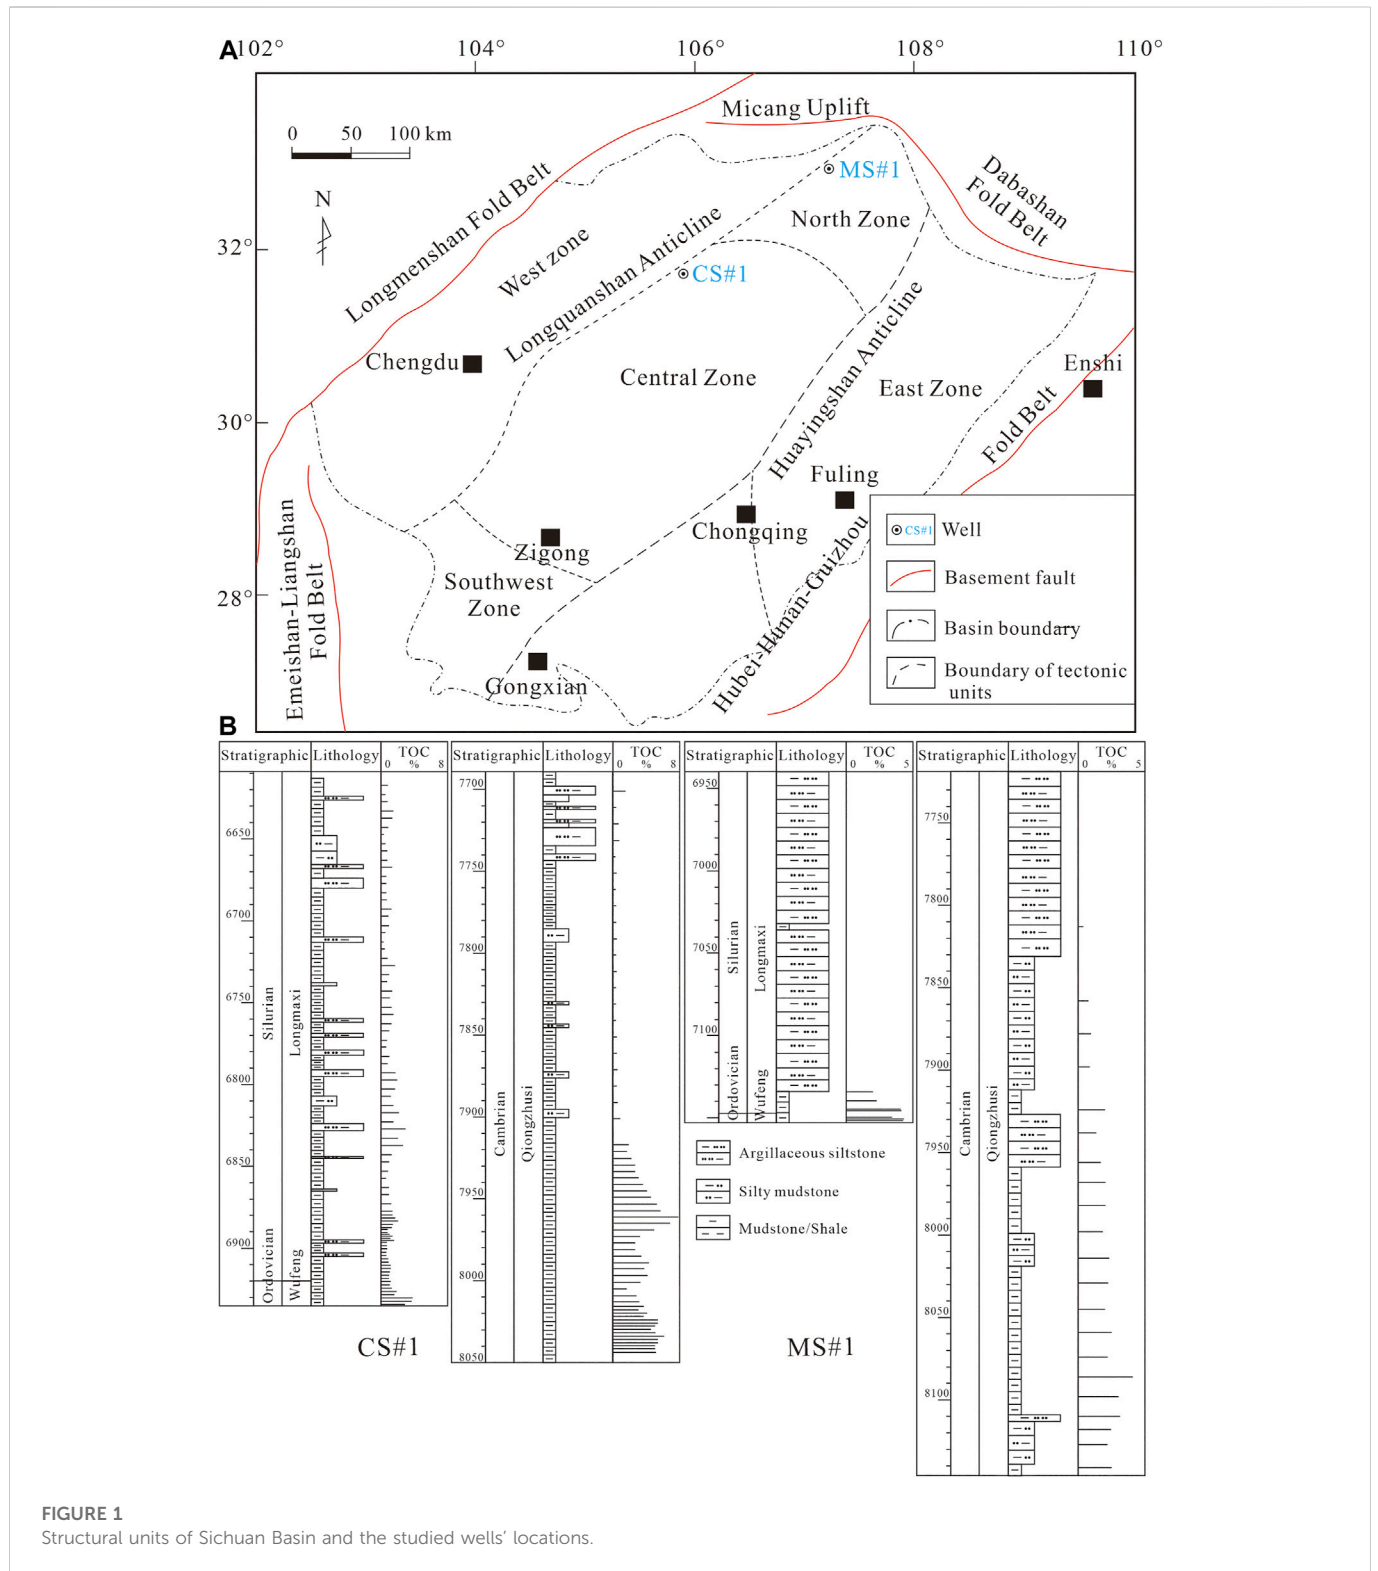 A
102°
104°
106°
108°
110°
0 50 100 km
N
32°
30°
28°
Micang Uplift
Dabashan
Fold Belt
Longmenshan Fold Belt
West zone
Longquanshan Anticline
MS#1
North Zone
CS#1
Chengdu
Central Zone
Huayingshan Anticline
East Zone
Enshi
Fold Belt
Fuling
Chongqing
Zigong
Southwest
Zone
Gongxian
Emeishan-Liangshan
Fold Belt
Hubei-Hunan-Guizhou
CS#1 Well
Basement fault
Basin boundary
Boundary of tectonic
units
B
Stratigraphic Lithology TOC
0 % 8
6650
6700
6750
6800
6850
6900
Silurian
Longmaxi
Ordovician
Wufeng
Stratigraphic Lithology TOC
0 % 8
7700
7750
7800
7850
7900
7950
8000
8050
Cambrian
Qiongzhusi
CS#1
Stratigraphic Lithology TOC
0 % 5
6950
7000
7050
7100
Silurian
Longmaxi
Ordovician
Wufeng
Argillaceous siltstone
Silty mudstone
Mudstone/Shale
MS#1
Stratigraphic Lithology TOC
0 % 5
7750
7800
7850
7900
7950
8000
8050
8100
Cambrian
Qiongzhusi
FIGURE 1
Structural units of Sichuan Basin and the studied wells’ locations.